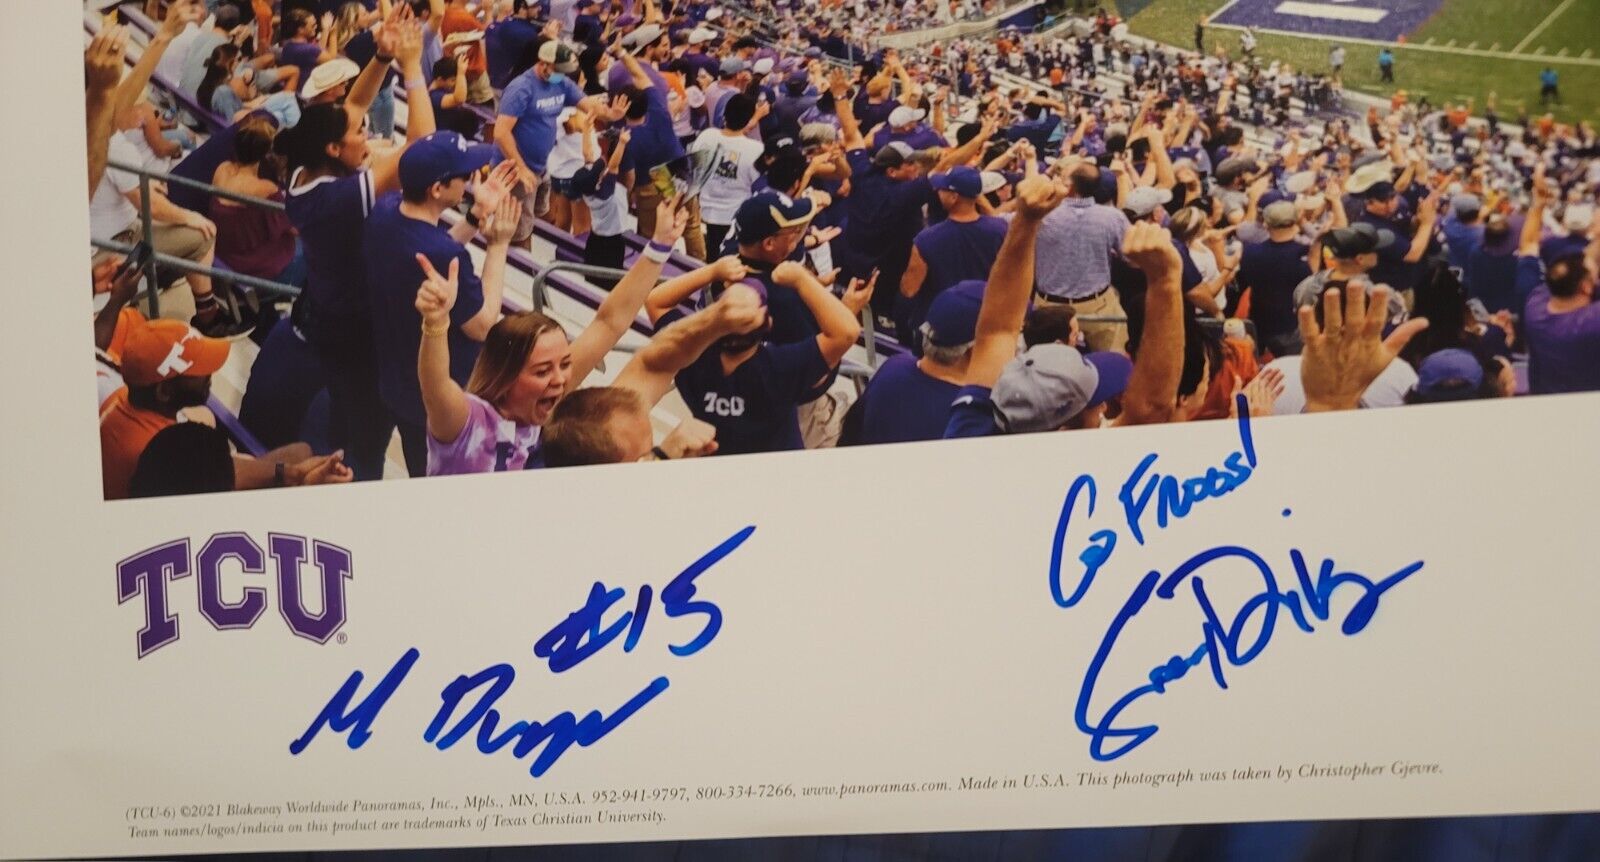 TCU
TCU
®
#15
M Duggan
Go Frogs!
Sonny Dykes
(TCU-6) ©2021 Blakeway Worldwide Panoramas, Inc., Mpls., MN, U.S.A. 952-941-9797, 800-334-7266, www.panoramas.com. Made in U.S.A. This photograph was taken by Christopher Gjevre.
Team names/logos/indicia on this product are trademarks of Texas Christian University.